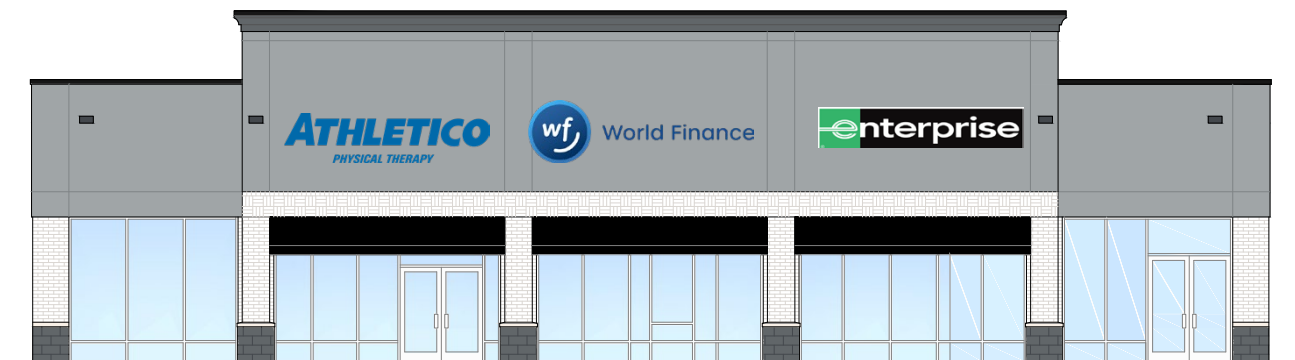 ATHLETICO
PHYSICAL THERAPY
wf
World Finance
enterprise